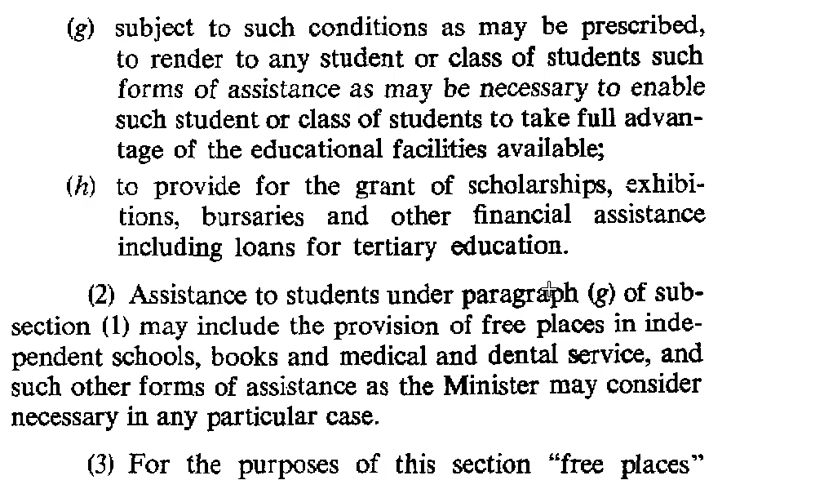 (g) subject to such conditions as may be prescribed,
to render to any student or class of students such
forms of assistance as may be necessary to enable
such student or class of students to take full advan-
tage of the educational facilities available;
(h) to provide for the grant of scholarships, exhibi-
tions, bursaries and other financial assistance
including loans for tertiary education.
(2) Assistance to students under paragraph (g) of sub-
section (1) may include the provision of free places in inde-
pendent schools, books and medical and dental service, and
such other forms of assistance as the Minister may consider
necessary in any particular case.
(3) For the purposes of this section “free places”